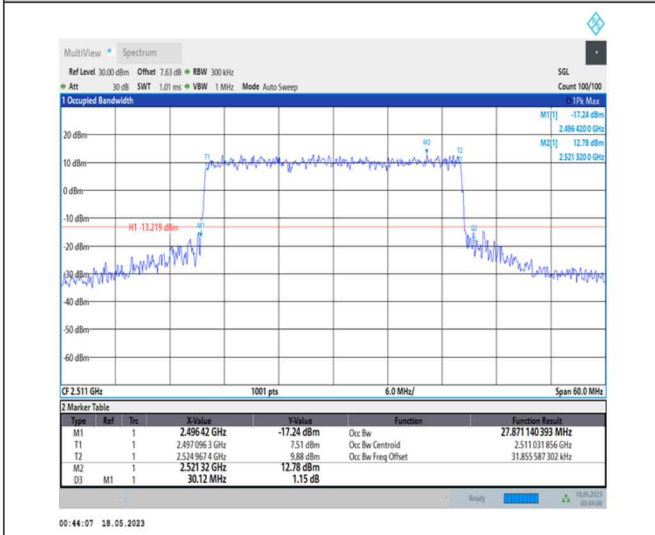 MultiView Spectrum
Ref Level 30.00 dBm Offset 7.63 dB RBW 300 kHz SGL
Att 30 dB SWT 1.01 ms VBW 1 MHz Mode Auto Sweep Count 100/100
1 Occupied Bandwidth 1Pk Max
M1[1] -17.24 dBm
2.496 420 0 GHz
20 dBm
M2[1] 12.78 dBm
2.521 320 0 GHz
M2
T1 T2
10 dBm
0 dBm
-10 dBm
H1 -13.219 dBm M1 D3
-30 dBm
-40 dBm
-50 dBm
-60 dBm
CF 2.511 GHz 1001 pts 6.0 MHz/ Span 60.0 MHz
2 Marker Table
Type Ref Trc X-Value Y-Value Function Function Result
M1 1 2.496 42 GHz -17.24 dBm Occ Bw 27.871 140 393 MHz
T1 1 2.497 096 3 GHz 7.51 dBm Occ Bw Centroid 2.511 031 856 GHz
T2 1 2.524 967 4 GHz 9.88 dBm Occ Bw Freq Offset 31.855 587 302 kHz
M2 1 2.521 32 GHz 12.78 dBm
D3 M1 1 30.12 MHz 1.15 dB
Ready 18.05.2023
00:44:06
00:44:07 18.05.2023